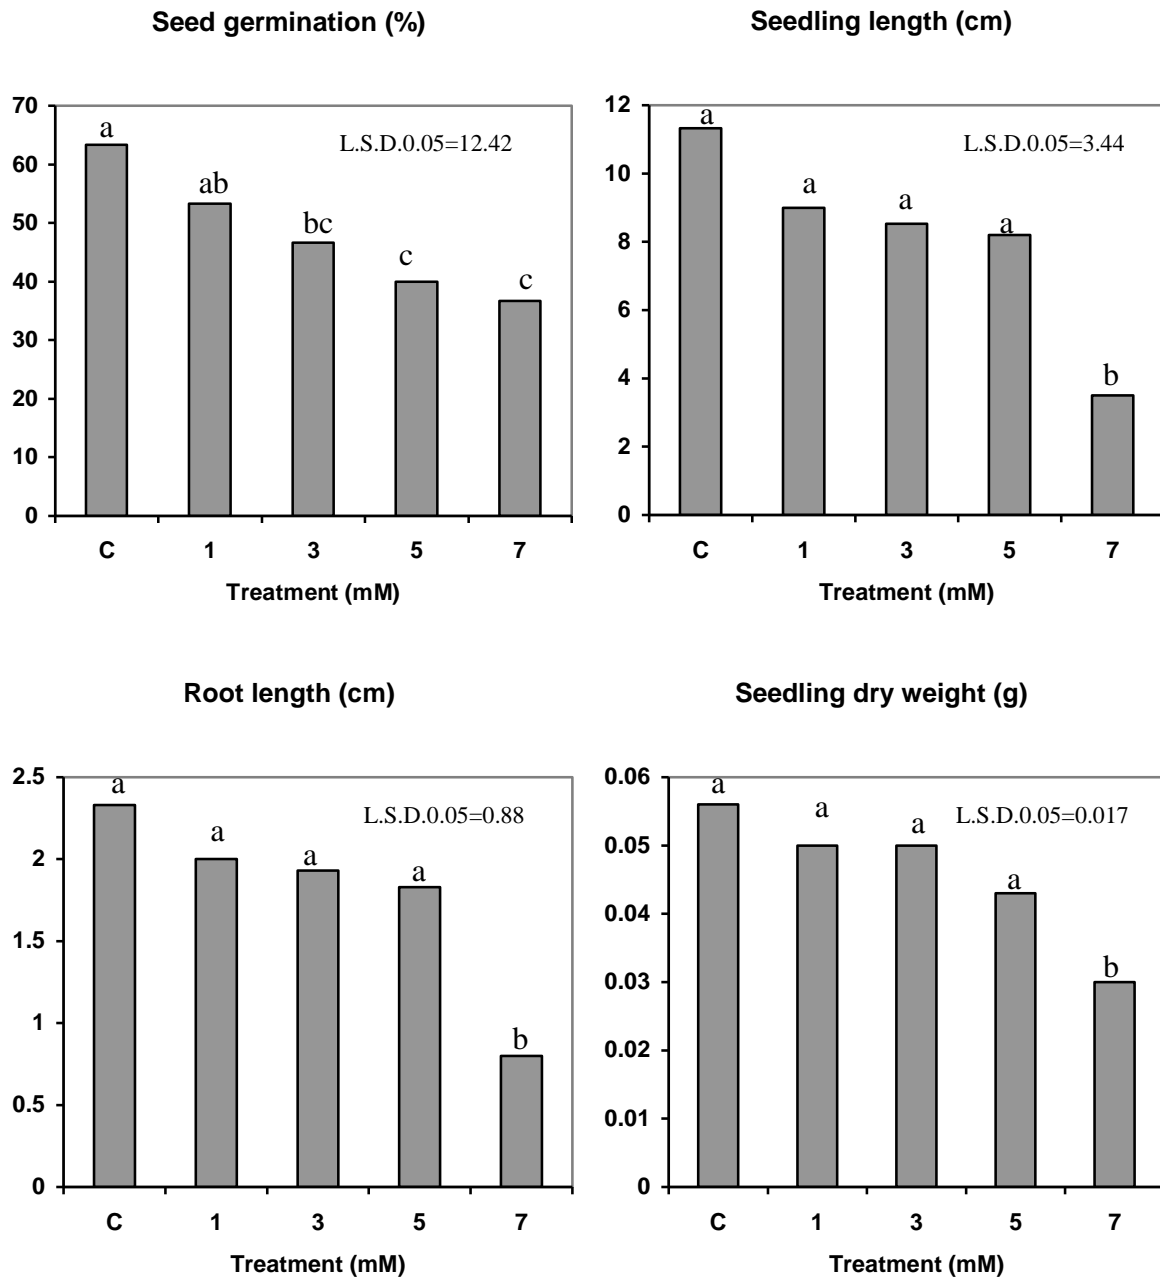 Seed germination (%)
70
60
50
40
30
20
10
0
a
ab
bc
c
c
L.S.D.0.05=12.42
C 1 3 5 7
Treatment (mM)
Seedling length (cm)
12
10
8
6
4
2
0
a
a
a
a
b
L.S.D.0.05=3.44
C 1 3 5 7
Treatment (mM)
Root length (cm)
2.5
2
1.5
1
0.5
0
a
a
a
a
b
L.S.D.0.05=0.88
C 1 3 5 7
Treatment (mM)
Seedling dry weight (g)
0.06
0.05
0.04
0.03
0.02
0.01
0
a
a
a
a
b
L.S.D.0.05=0.017
C 1 3 5 7
Treatment (mM)